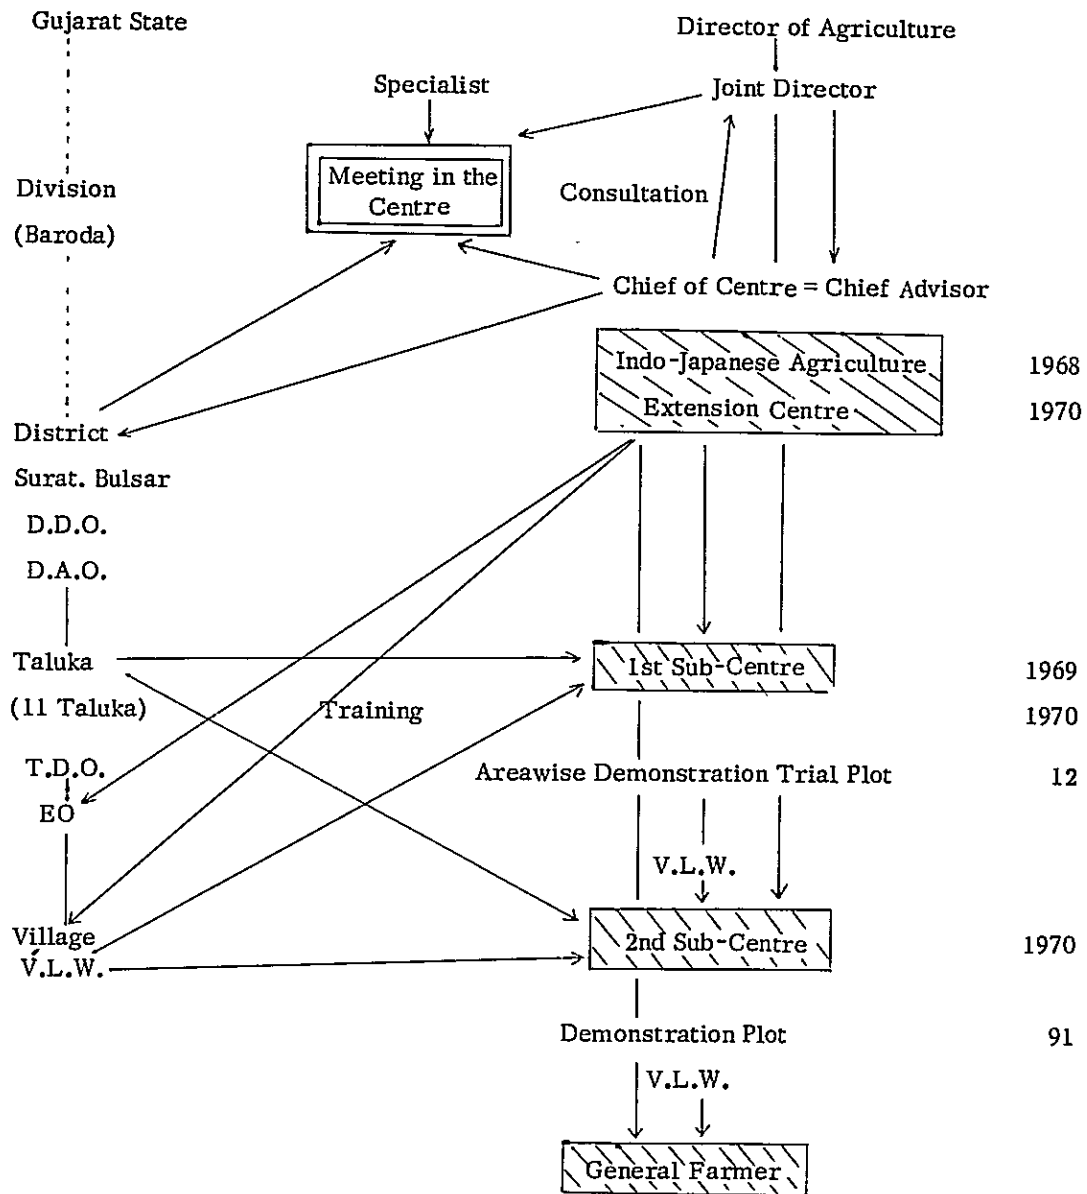 Gujarat State
Director of Agriculture
Specialist
Joint Director
Meeting in the
Centre
Division
Consultation
(Baroda)
Chief of Centre = Chief Advisor
Indo-Japanese Agriculture 1968
Extension Centre 1970
District
Surat. Bulsar
D.D.O.
D.A.O.
Taluka
1st Sub-Centre 1969
(11 Taluka)
Training
1970
T.D.O.
Areawise Demonstration Trial Plot 12
EO
V.L.W.
Village
2nd Sub-Centre 1970
V.L.W.
Demonstration Plot 91
V.L.W.
General Farmer